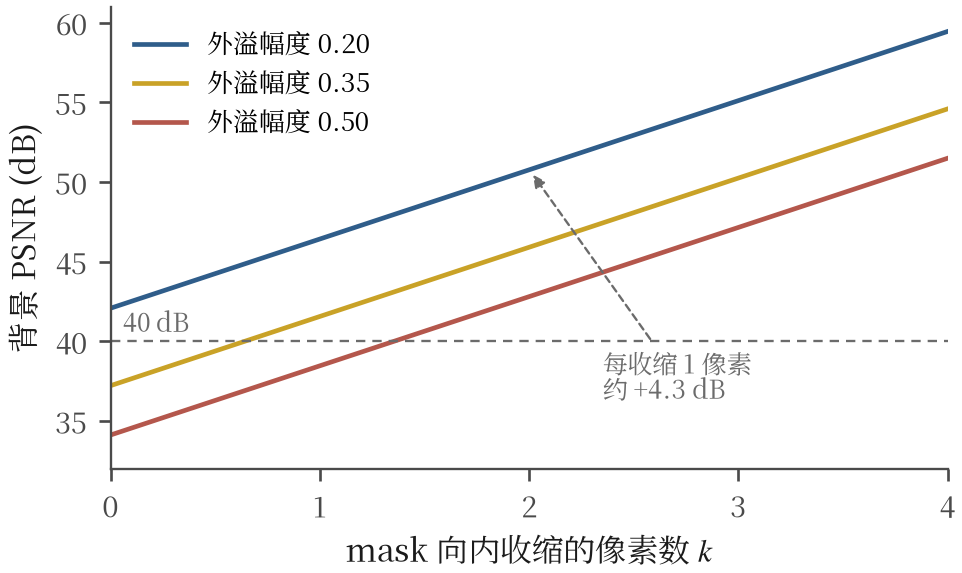 60
55
50
45
40
35
背景 PSNR (dB)
外溢幅度 0.20
外溢幅度 0.35
外溢幅度 0.50
40 dB
每收缩 1 像素
约 +4.3 dB
0 1 2 3 4
mask 向内收缩的像素数 k